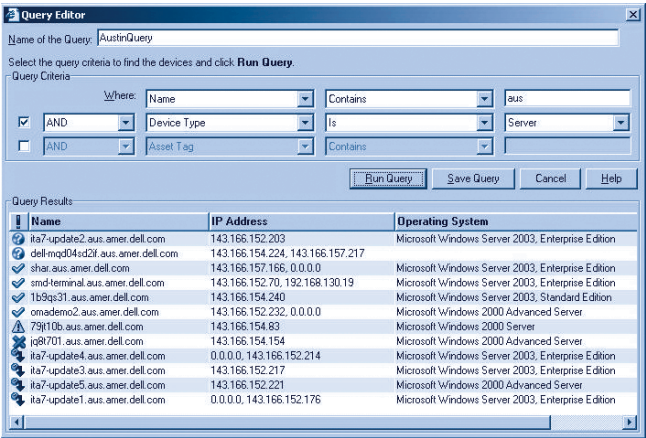 Query Editor
Name of the Query: AustinQuery
Select the query criteria to find the devices and click Run Query.
Query Criteria
Where: Name Contains aus
AND Device Type Is Server
AND Asset Tag Contains
Run Query Save Query Cancel Help
Query Results
! Name IP Address Operating System
ita7-update2.aus.amer.dell.com 143.166.152.203 Microsoft Windows Server 2003, Enterprise Edition
dell-mqd04sd2if.aus.amer.dell.com 143.166.154.224, 143.166.157.217
shar.aus.amer.dell.com 143.166.157.166, 0.0.0.0 Microsoft Windows Server 2003, Enterprise Edition
smd-terminal.aus.amer.dell.com 143.166.152.70, 192.168.130.19 Microsoft Windows Server 2003, Enterprise Edition
1b9qs31.aus.amer.dell.com 143.166.154.240 Microsoft Windows Server 2003, Standard Edition
omademo2.aus.amer.dell.com 143.166.152.232, 0.0.0.0 Microsoft Windows 2000 Advanced Server
79jt10b.aus.amer.dell.com 143.166.154.83 Microsoft Windows 2000 Server
jq8t701.aus.amer.dell.com 143.166.154.154 Microsoft Windows 2000 Advanced Server
ita7-update4.aus.amer.dell.com 0.0.0.0, 143.166.152.214 Microsoft Windows Server 2003, Enterprise Edition
ita7-update3.aus.amer.dell.com 143.166.152.217 Microsoft Windows Server 2003, Enterprise Edition
ita7-update5.aus.amer.dell.com 143.166.152.221 Microsoft Windows 2000 Advanced Server
ita7-update1.aus.amer.dell.com 0.0.0.0, 143.166.152.176 Microsoft Windows Server 2003, Enterprise Edition